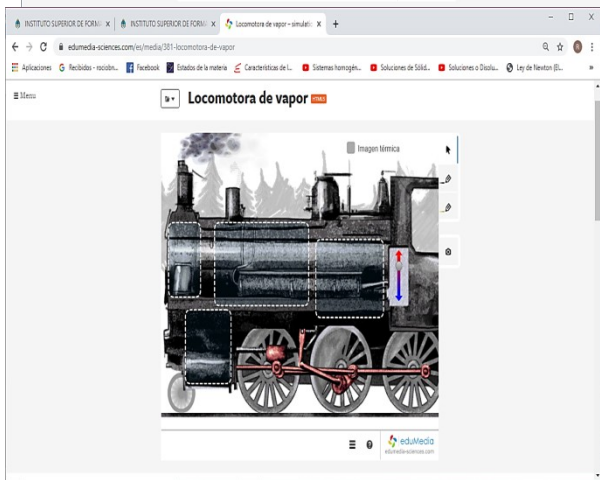 INSTITUTO SUPERIOR DE FORM
INSTITUTO SUPERIOR DE FORM
Locomotora de vapor – simulatio
edumedia-sciences.com/es/media/381-locomotora-de-vapor
Aplicaciones
Recibidos - rociobn...
Facebook
Estados de la materia
Características de l...
Sistemas homogén...
Soluciones de Sólid...
Soluciones o Disolu...
Ley de Newton (EL...
Menu
Locomotora de vapor HTML5
Imagen térmica
eduMedia
edumedia-sciences.com